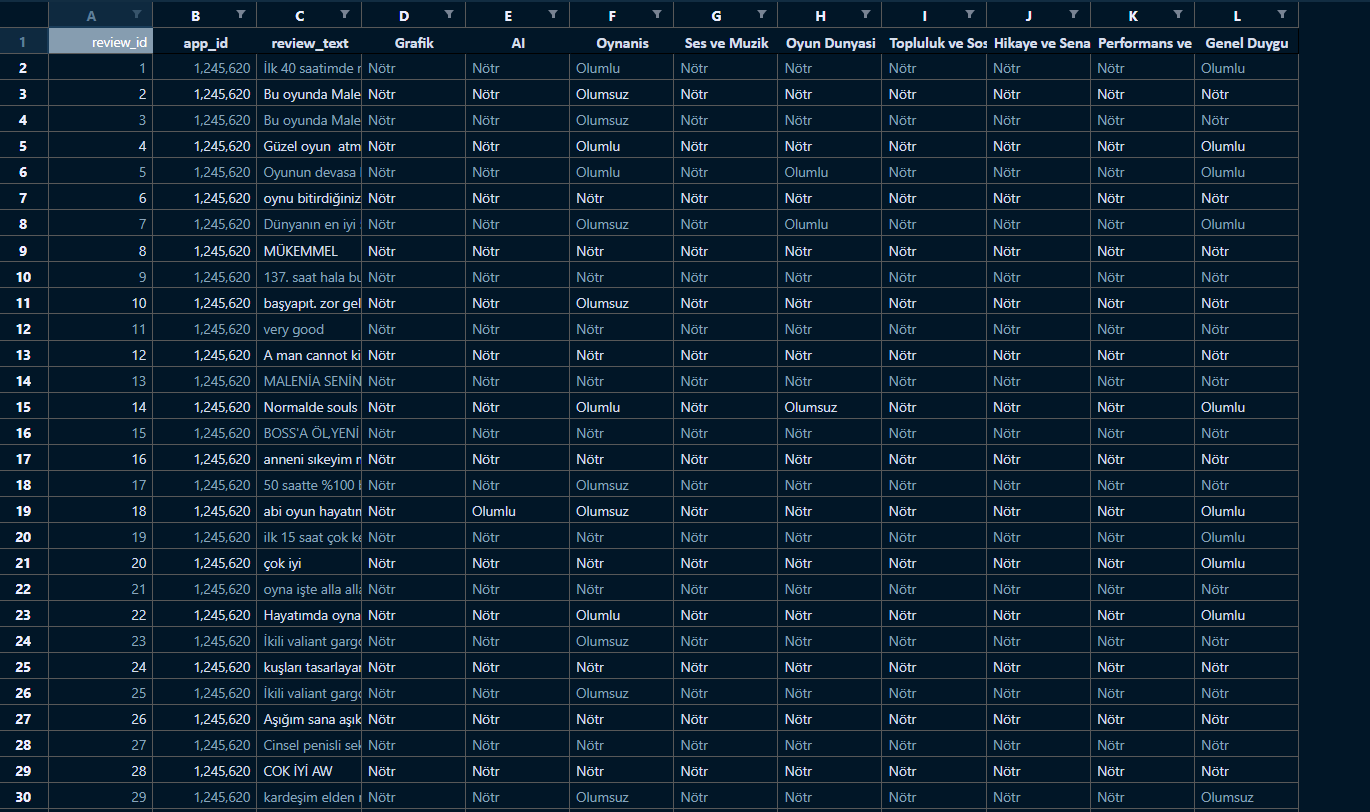 A B C D E F G H I J K L
1 review_id app_id review_text Grafik AI Oynanis Ses ve Muzik Oyun Dunyasi Topluluk ve Sos Hikaye ve Sena Performans ve Genel Duygu
2 1 1,245,620 İlk 40 saatimde Nötr Nötr Olumlu Nötr Nötr Nötr Nötr Nötr Olumlu
3 2 1,245,620 Bu oyunda Male Nötr Nötr Olumsuz Nötr Nötr Nötr Nötr Nötr Nötr
4 3 1,245,620 Bu oyunda Male Nötr Nötr Olumsuz Nötr Nötr Nötr Nötr Nötr Nötr
5 4 1,245,620 Güzel oyun atm Nötr Nötr Olumlu Nötr Nötr Nötr Nötr Nötr Olumlu
6 5 1,245,620 Oyunun devasa Nötr Nötr Olumlu Nötr Olumlu Nötr Nötr Nötr Olumlu
7 6 1,245,620 oynu bitirdiğiniz Nötr Nötr Nötr Nötr Nötr Nötr Nötr Nötr Nötr
8 7 1,245,620 Dünyanın en iyi Nötr Nötr Olumsuz Nötr Olumlu Nötr Nötr Nötr Olumlu
9 8 1,245,620 MÜKEMMEL Nötr Nötr Nötr Nötr Nötr Nötr Nötr Nötr Nötr
10 9 1,245,620 137. saat hala bu Nötr Nötr Nötr Nötr Nötr Nötr Nötr Nötr Nötr
11 10 1,245,620 başyapıt. zor gel Nötr Nötr Olumsuz Nötr Nötr Nötr Nötr Nötr Nötr
12 11 1,245,620 very good Nötr Nötr Nötr Nötr Nötr Nötr Nötr Nötr Nötr
13 12 1,245,620 A man cannot ki Nötr Nötr Nötr Nötr Nötr Nötr Nötr Nötr Nötr
14 13 1,245,620 MALENİA SENİN Nötr Nötr Nötr Nötr Nötr Nötr Nötr Nötr Nötr
15 14 1,245,620 Normalde souls Nötr Nötr Olumlu Nötr Olumsuz Nötr Nötr Nötr Olumlu
16 15 1,245,620 BOSS'A ÖL,YENİ Nötr Nötr Nötr Nötr Nötr Nötr Nötr Nötr Nötr
17 16 1,245,620 anneni sıkeyim Nötr Nötr Nötr Nötr Nötr Nötr Nötr Nötr Nötr
18 17 1,245,620 50 saatte %100 Nötr Nötr Olumsuz Nötr Nötr Nötr Nötr Nötr Nötr
19 18 1,245,620 abi oyun hayatım Nötr Olumlu Olumsuz Nötr Nötr Nötr Nötr Nötr Olumlu
20 19 1,245,620 ilk 15 saat çok ke Nötr Nötr Nötr Nötr Nötr Nötr Nötr Nötr Olumlu
21 20 1,245,620 çok iyi Nötr Nötr Nötr Nötr Nötr Nötr Nötr Nötr Olumlu
22 21 1,245,620 oyna işte alla alla Nötr Nötr Nötr Nötr Nötr Nötr Nötr Nötr Nötr
23 22 1,245,620 Hayatımda oyna Nötr Nötr Olumlu Nötr Nötr Nötr Nötr Nötr Olumlu
24 23 1,245,620 İkili valiant gargo Nötr Nötr Olumsuz Nötr Nötr Nötr Nötr Nötr Nötr
25 24 1,245,620 kuşları tasarlayan Nötr Nötr Nötr Nötr Nötr Nötr Nötr Nötr Nötr
26 25 1,245,620 İkili valiant gargo Nötr Nötr Olumsuz Nötr Nötr Nötr Nötr Nötr Nötr
27 26 1,245,620 Aşığım sana aşık Nötr Nötr Nötr Nötr Nötr Nötr Nötr Nötr Nötr
28 27 1,245,620 Cinsel penisli sek Nötr Nötr Nötr Nötr Nötr Nötr Nötr Nötr Nötr
29 28 1,245,620 COK İYİ AW Nötr Nötr Nötr Nötr Nötr Nötr Nötr Nötr Nötr
30 29 1,245,620 kardeşim elden Nötr Nötr Olumsuz Nötr Nötr Nötr Nötr Nötr Olumsuz